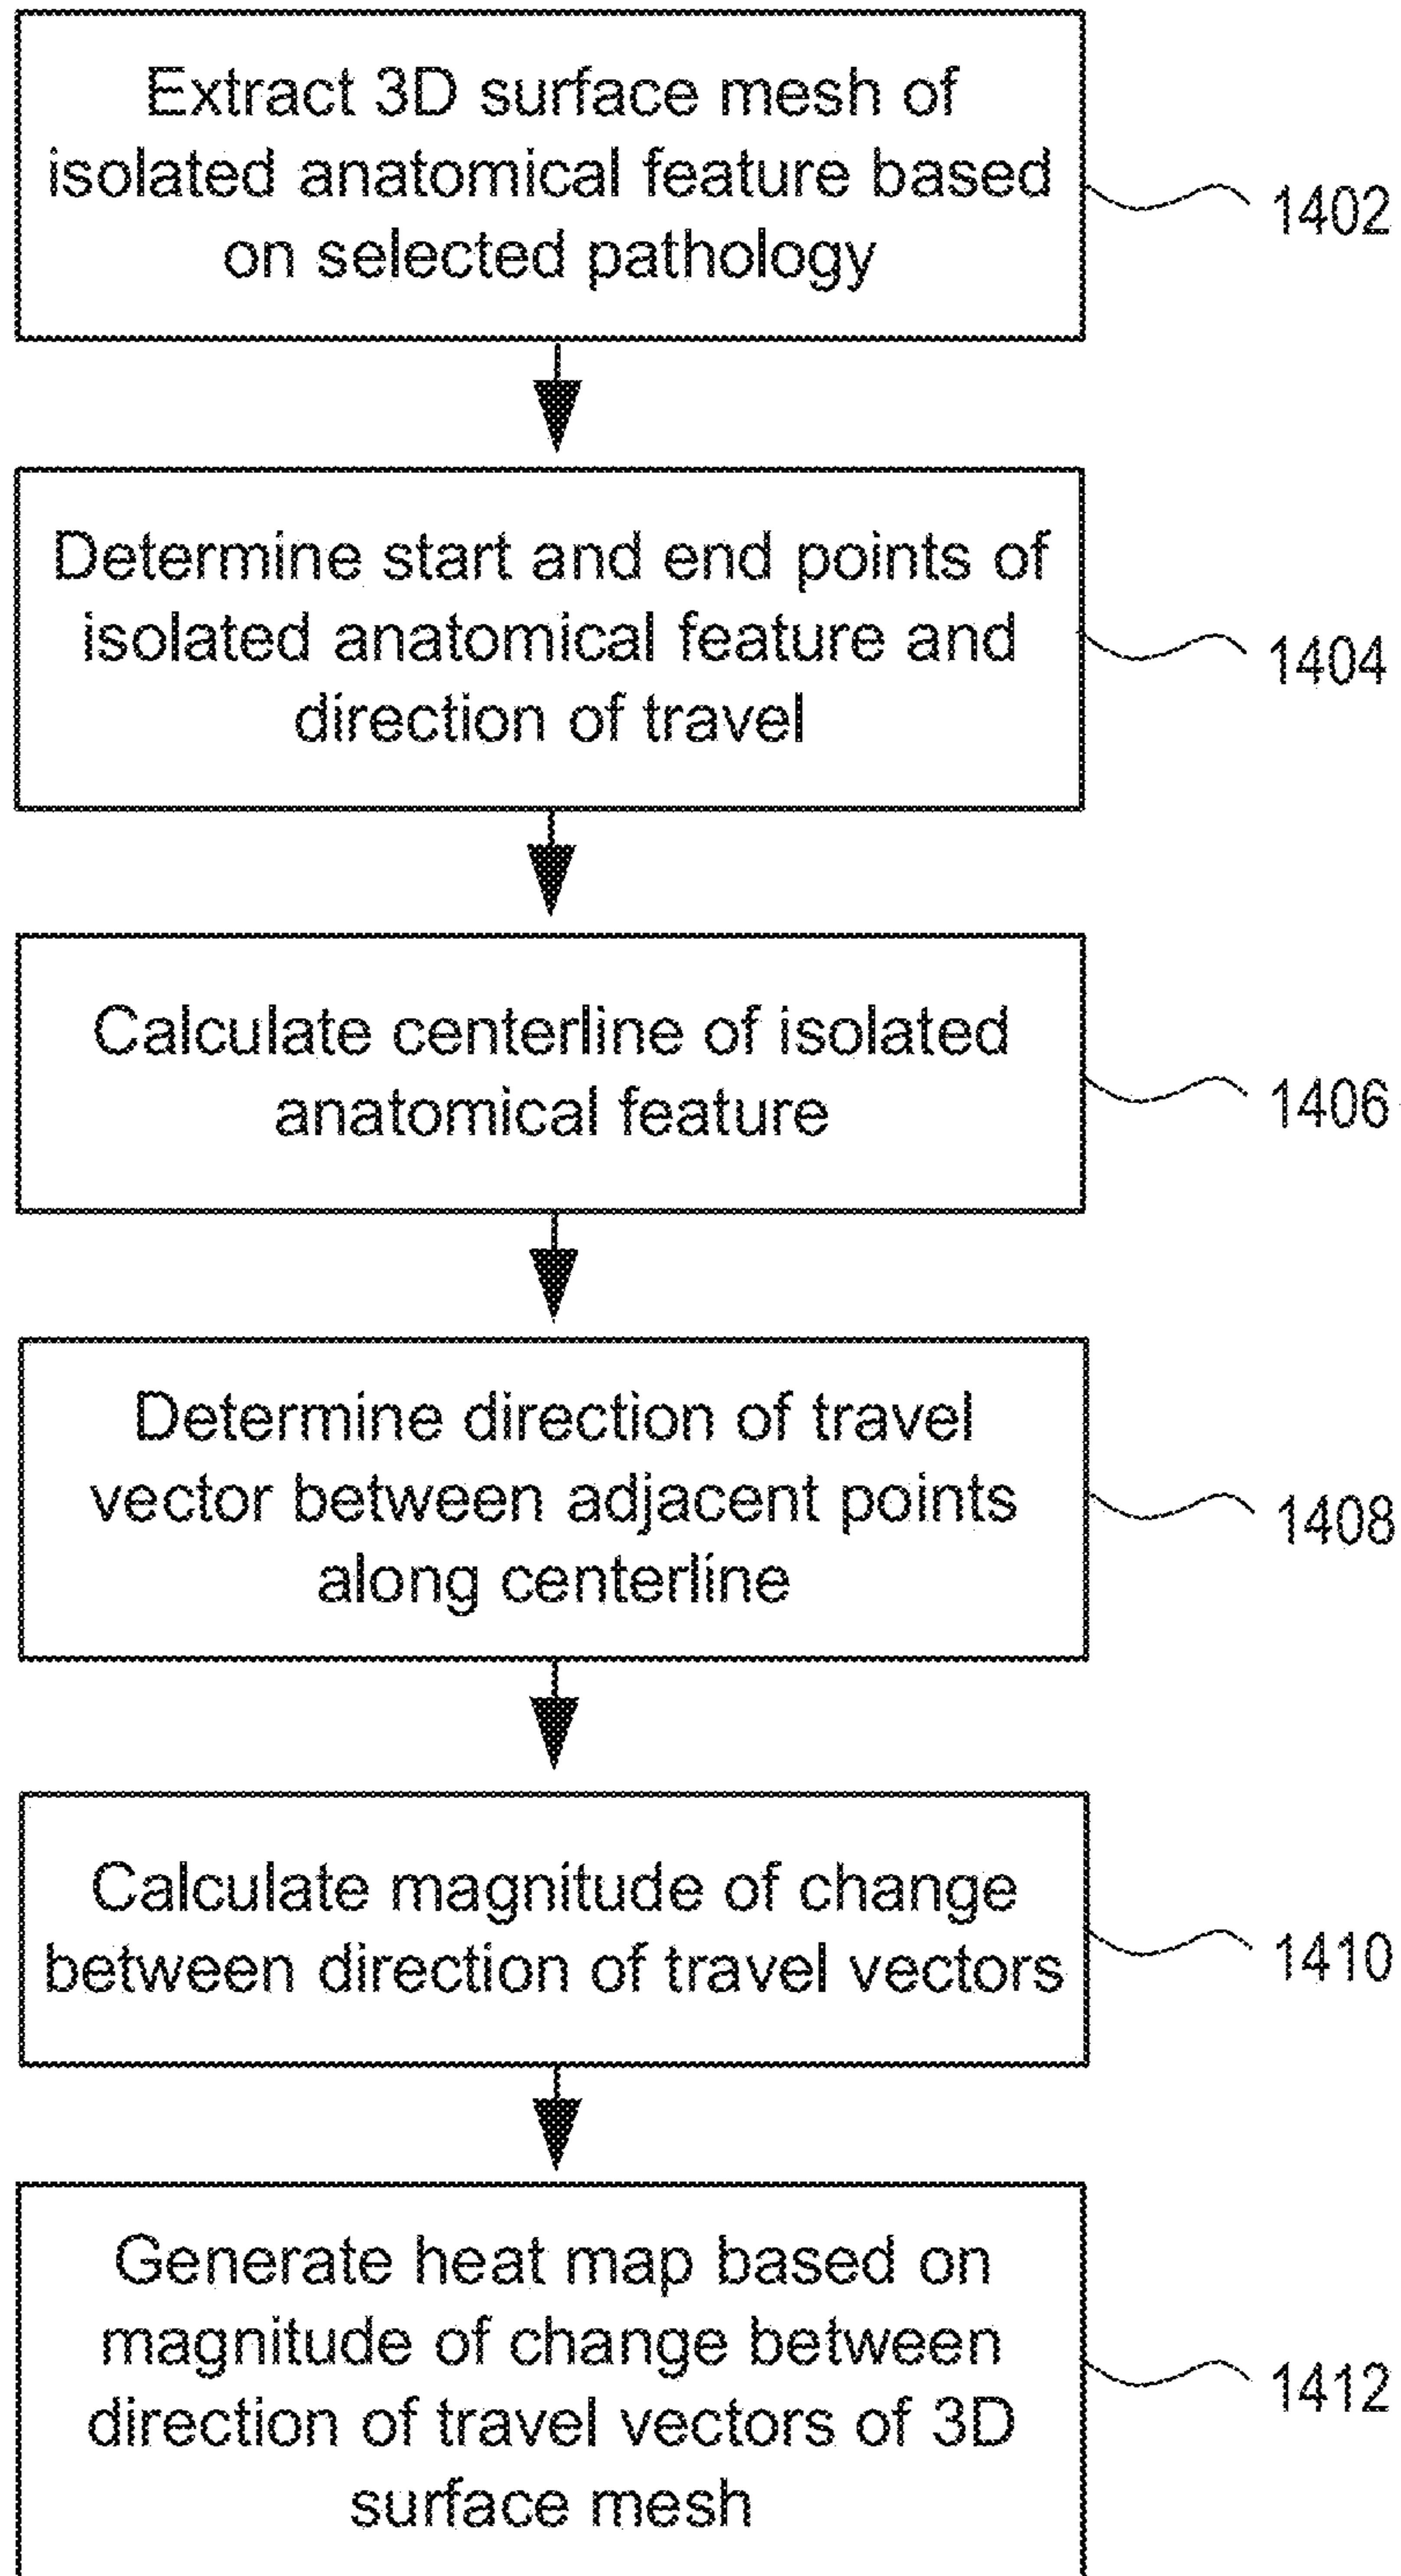 Extract 3D surface mesh of
isolated anatomical feature based
on selected pathology
1402
Determine start and end points of
isolated anatomical feature and
direction of travel
1404
Calculate centerline of isolated
anatomical feature
1406
Determine direction of travel
vector between adjacent points
along centerline
1408
Calculate magnitude of change
between direction of travel vectors
1410
Generate heat map based on
magnitude of change between
direction of travel vectors of 3D
surface mesh
1412